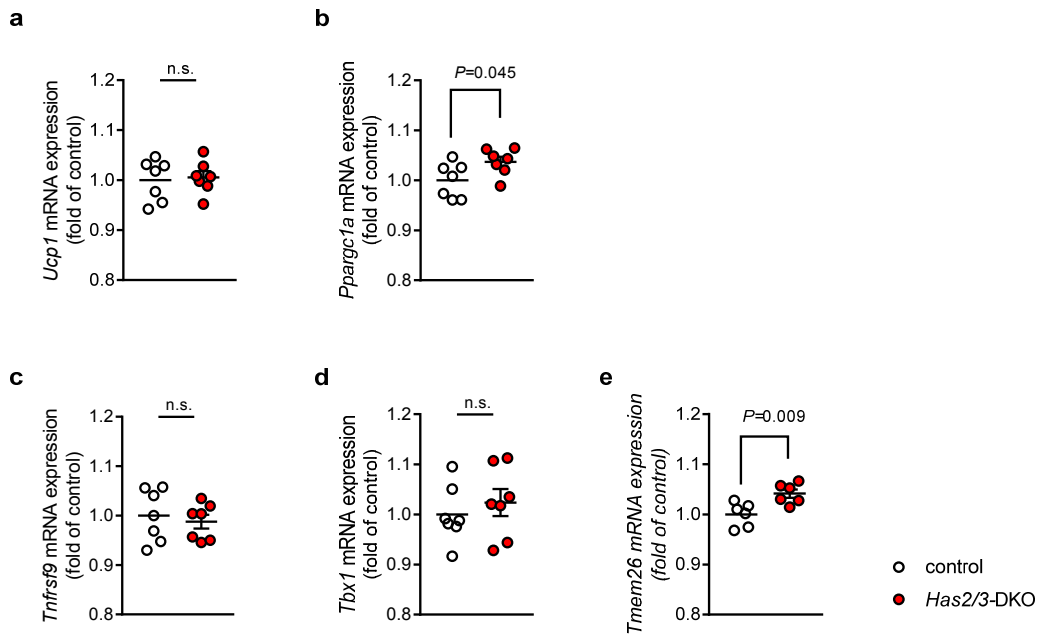 a
n.s.
Ucp1 mRNA expression
(fold of control)
1.2
1.1
1.0
0.9
0.8
b
P=0.045
Ppargc1a mRNA expression
(fold of control)
1.2
1.1
1.0
0.9
0.8
c
n.s.
Tnfrsf9 mRNA expression
(fold of control)
1.2
1.1
1.0
0.9
0.8
d
n.s.
Tbx1 mRNA expression
(fold of control)
1.2
1.1
1.0
0.9
0.8
e
P=0.009
Tmem26 mRNA expression
(fold of control)
1.2
1.1
1.0
0.9
0.8
control
Has2/3-DKO